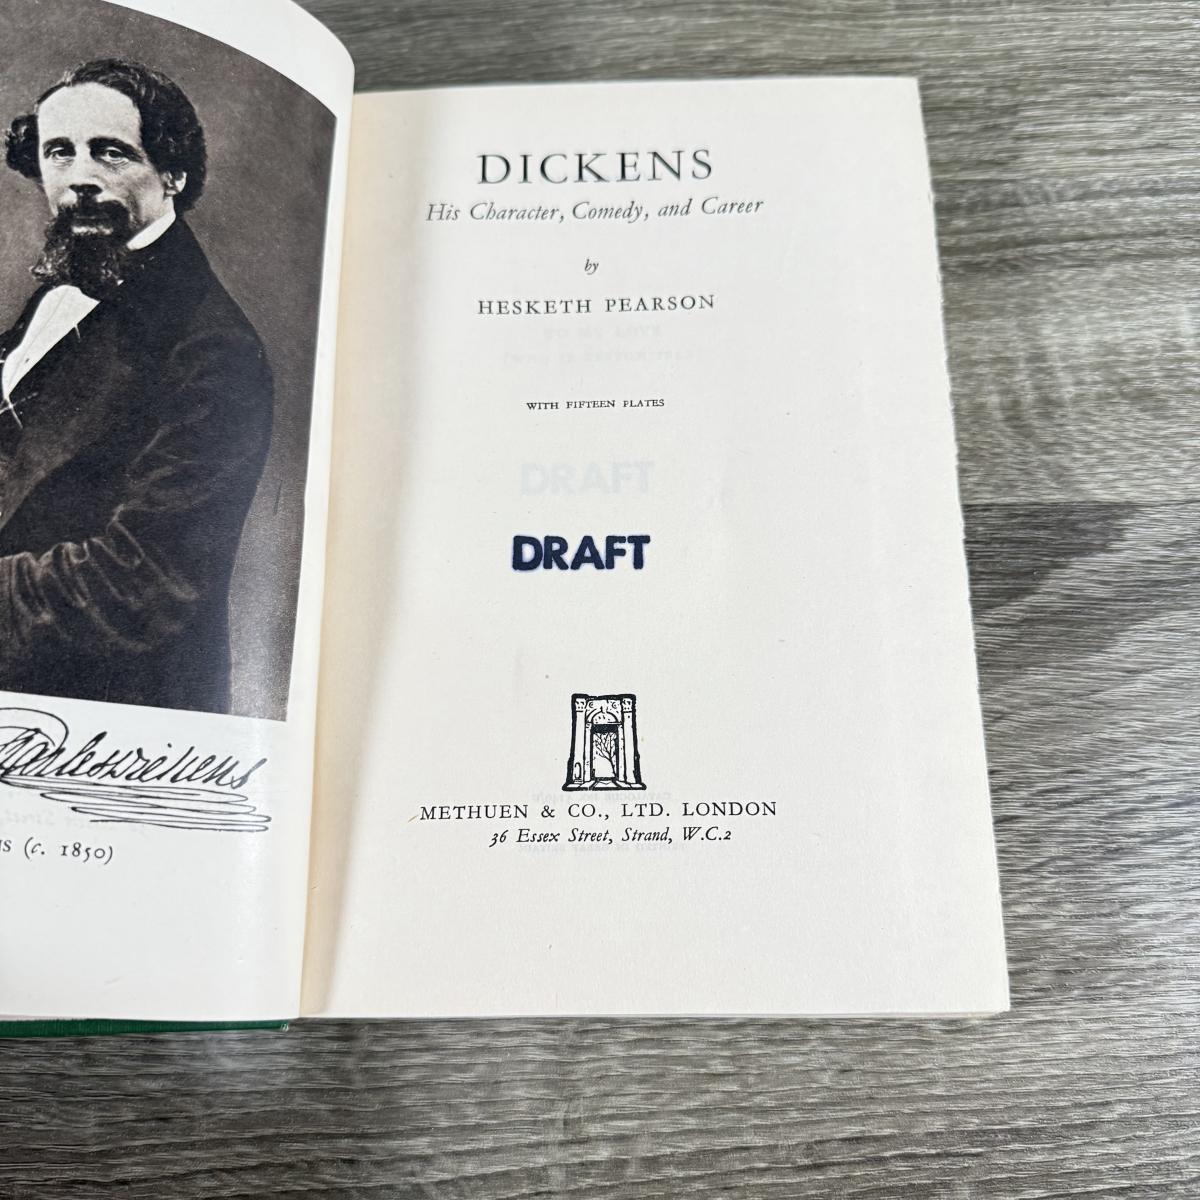 DICKENS
His Character, Comedy, and Career
by
HESKETH PEARSON
WITH FIFTEEN PLATES
DRAFT
DRAFT
METHUEN & CO., LTD. LONDON
36 Essex Street, Strand, W.C.2
(c. 1850)